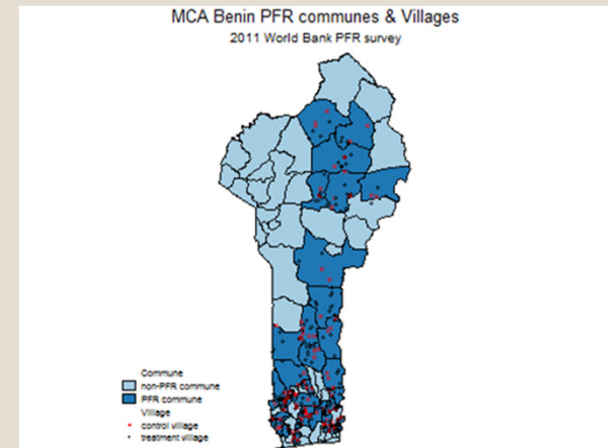 MCA Benin PFR communes & Villages
2011 World Bank PFR survey
Commune
non-PFR commune
PFR commune
Village
control village
treatment village